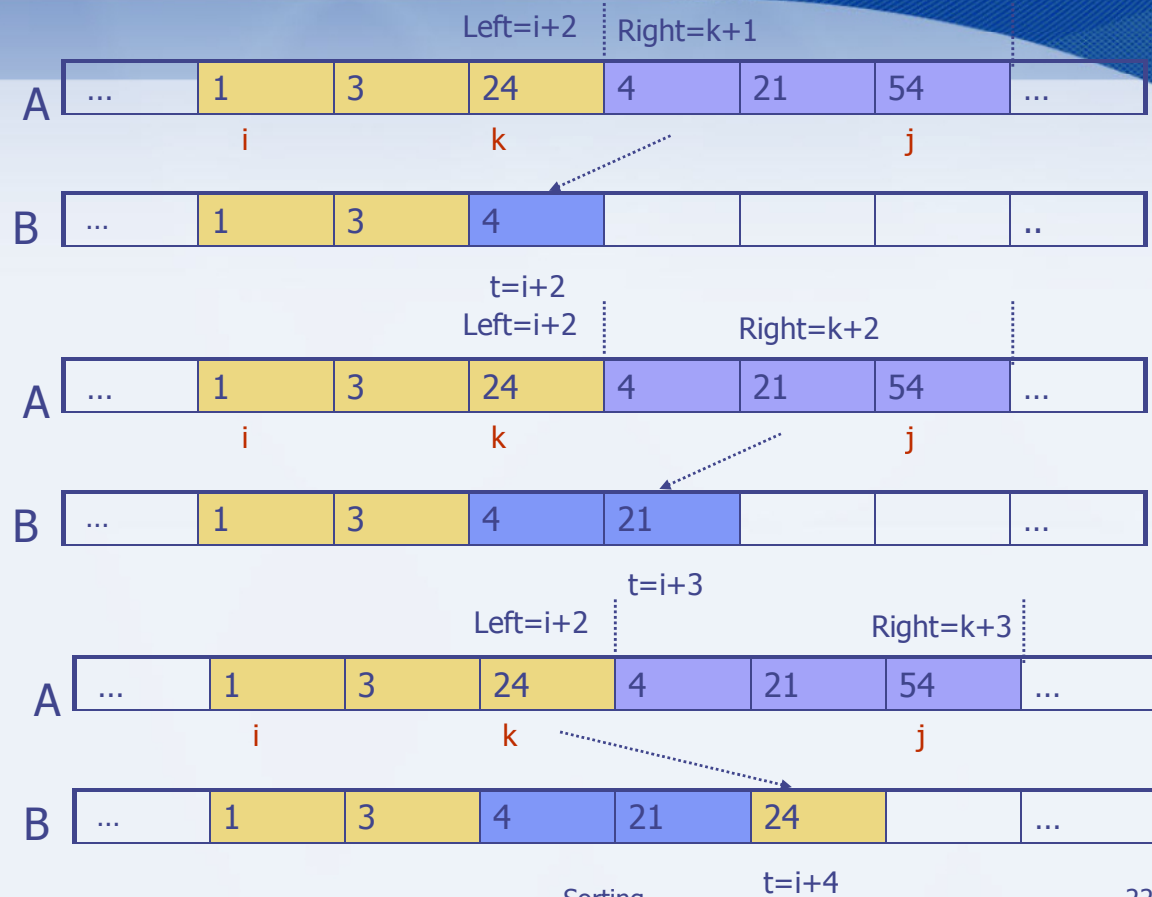 Left=i+2 Right=k+1
A ... 1 3 24 4 21 54 ...
i k j
B ... 1 3 4 ..
t=i+2
Left=i+2 Right=k+2
A ... 1 3 24 4 21 54 ...
i k j
B ... 1 3 4 21 ...
t=i+3
Left=i+2 Right=k+3
A ... 1 3 24 4 21 54 ...
i k j
B ... 1 3 4 21 24 ...
t=i+4
Sorting